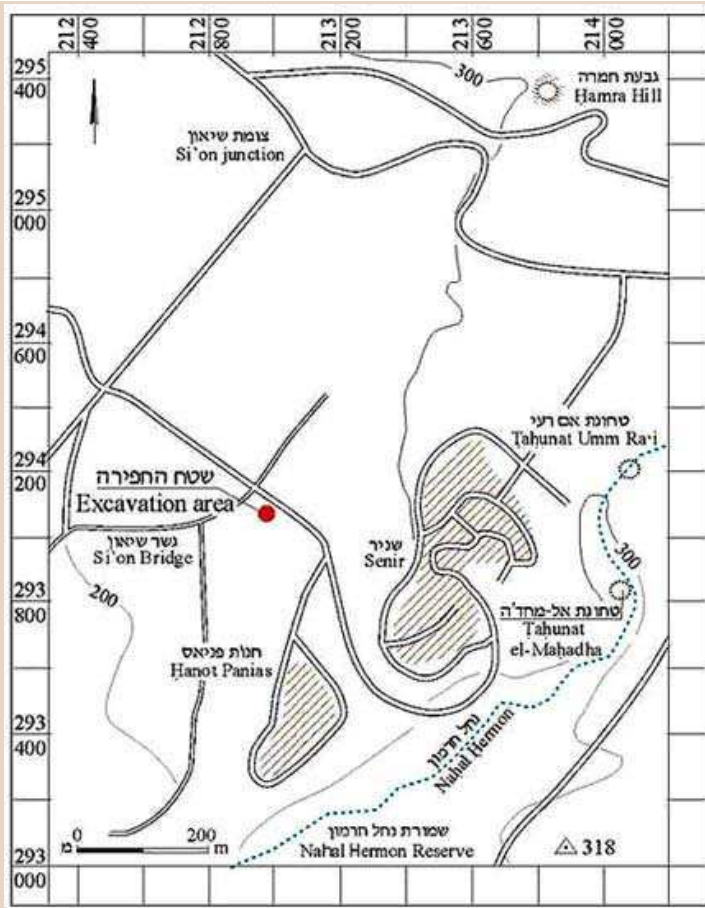 212
400
212
800
213
200
213
600
214
000
295
400
295
000
294
600
294
200
293
800
293
400
293
000
300
גבעת חמרה
Ḥamra Hill
צומת שיאון
Si'on junction
טחונת אם רעי
Taḥunat Umm Ra'i
שטח החפירה
Excavation area
גשר שיאון
Si'on Bridge
שניר
Senir
300
200
טחונת אל-מחד'ה
Taḥunat
el-Maḥadha
חנות פניאס
Ḥanot Panias
נחל חרמון
Naḥal Hermon
שמורת נחל חרמון
Naḥal Hermon Reserve
318
0 200
מ m